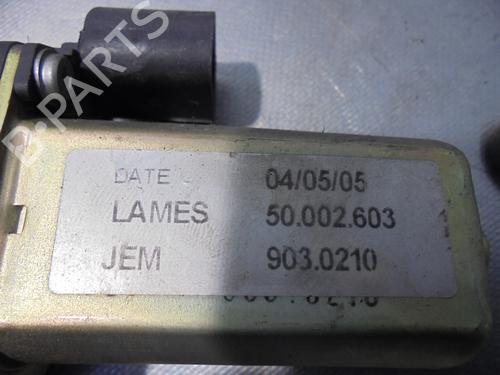 B-PARTS
DATE 04/05/05
LAMES 50.002.603
JEM 903.0210